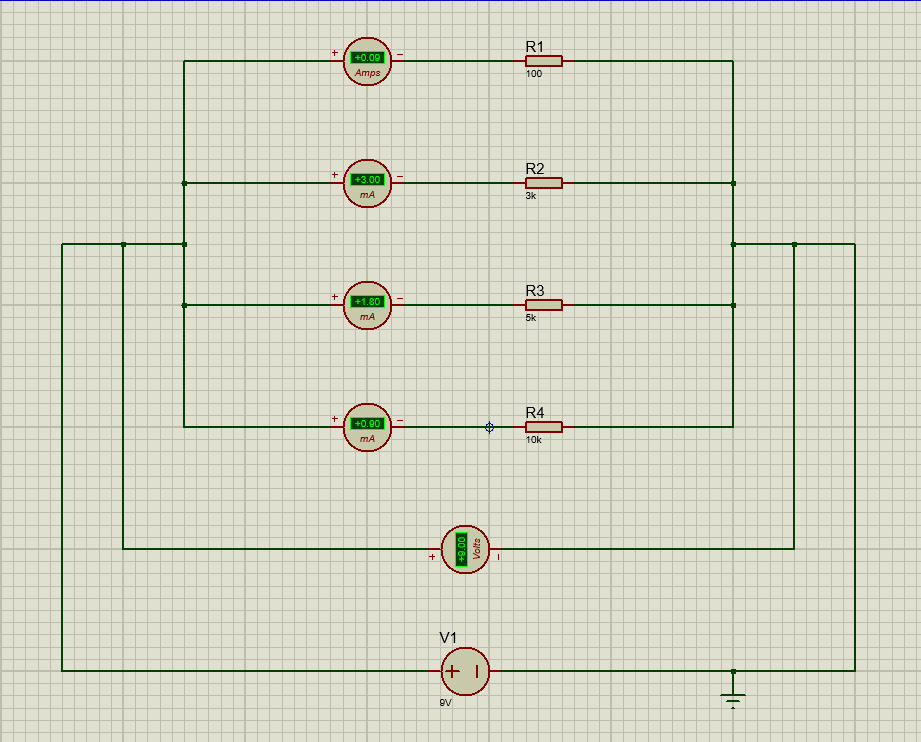 R1
+0.09
Amps
100
R2
+3.00
mA
3k
R3
+1.80
mA
5k
R4
+0.90
mA
10k
+9.00
Volts
V1
9V